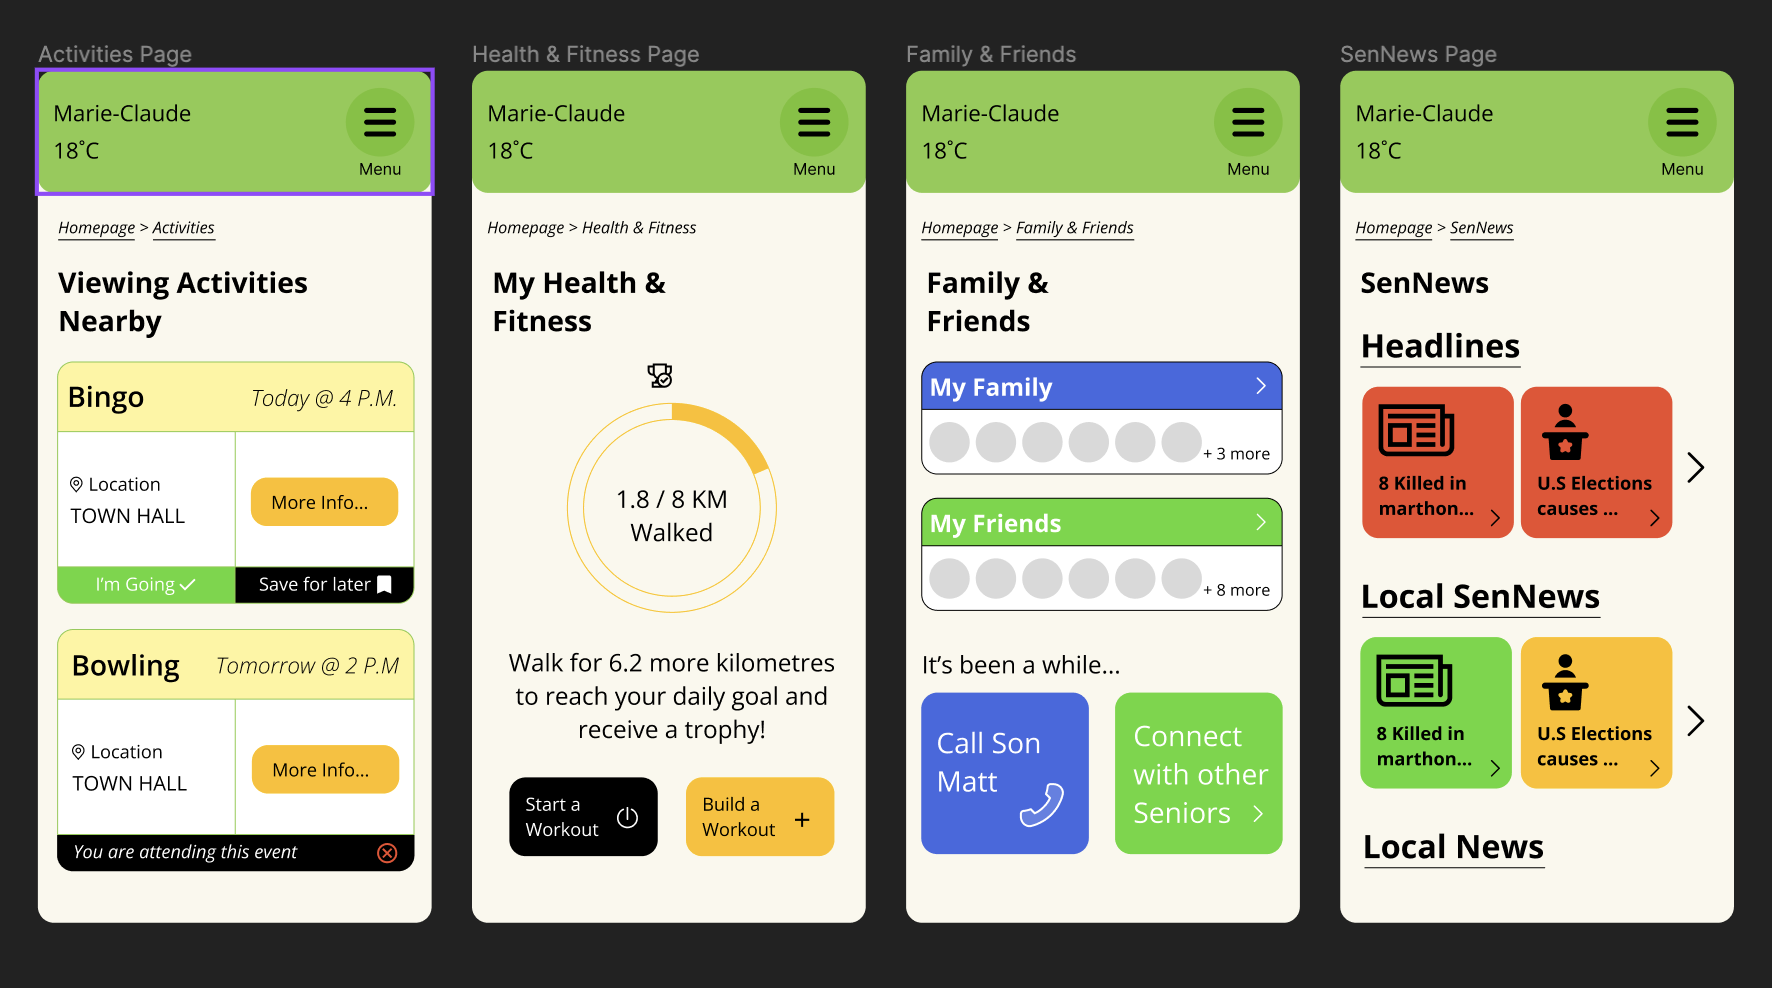 Activities Page
Marie-Claude
18°C
Menu
Homepage > Activities
Viewing Activities
Nearby
Bingo
Today @ 4 P.M.
Location
TOWN HALL
More Info...
I'm Going
Save for later
Bowling
Tomorrow @ 2 P.M
Location
TOWN HALL
More Info...
You are attending this event
Health & Fitness Page
Marie-Claude
18°C
Menu
Homepage > Health & Fitness
My Health &
Fitness
1.8 / 8 KM
Walked
Walk for 6.2 more kilometres
to reach your daily goal and
receive a trophy!
Start a
Workout
Build a
Workout
Family & Friends
Marie-Claude
18°C
Menu
Homepage > Family & Friends
Family &
Friends
My Family
+ 3 more
My Friends
+ 8 more
It's been a while...
Call Son
Matt
Connect
with other
Seniors
SenNews Page
Marie-Claude
18°C
Menu
Homepage > SenNews
SenNews
Headlines
8 Killed in
marthon...
U.S Elections
causes ...
Local SenNews
8 Killed in
marthon...
U.S Elections
causes ...
Local News